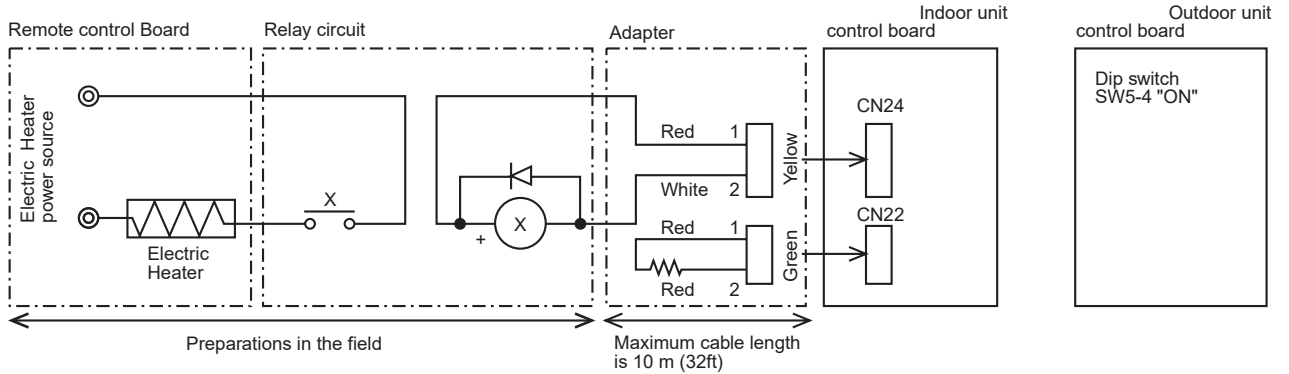 Remote control Board
Relay circuit
Adapter
Indoor unit
control board
Outdoor unit
control board
Electric Heater
power source
Electric
Heater
X
X
+
Red 1
White 2
Yellow
Red 1
Red 2
Green
CN24
CN22
Dip switch
SW5-4 "ON"
Preparations in the field
Maximum cable length
is 10 m (32ft)